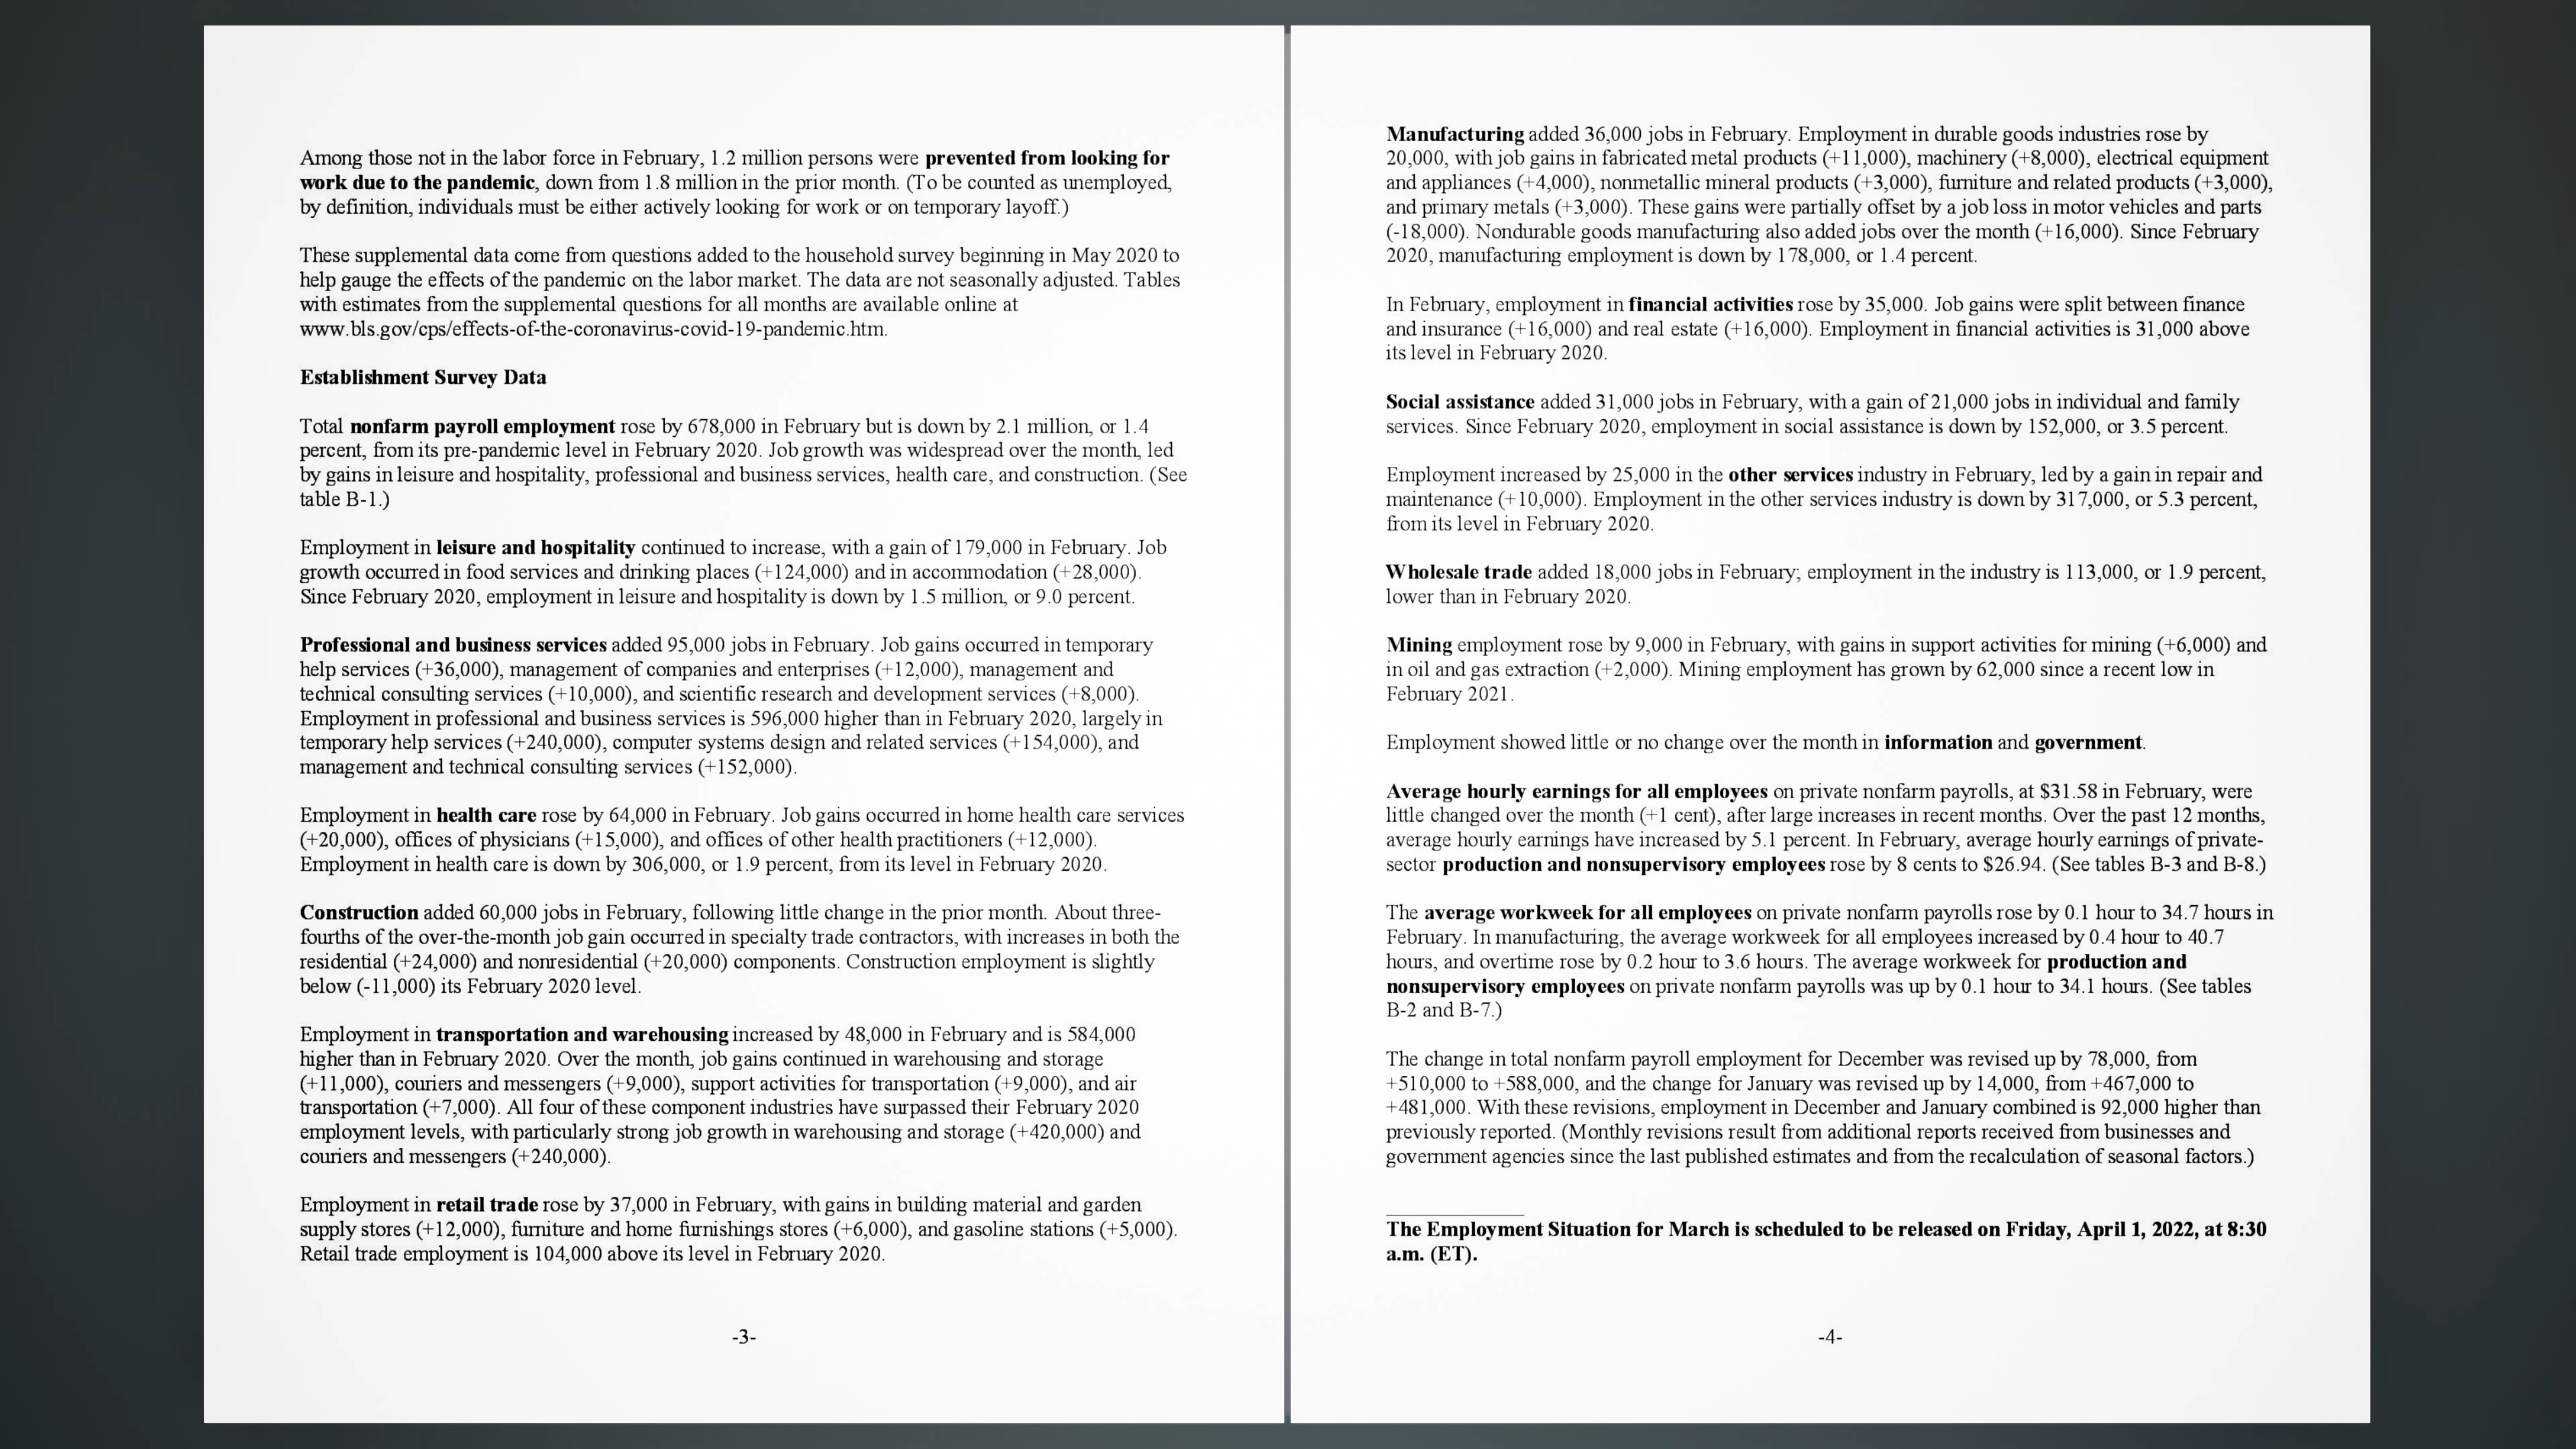 Among those not in the labor force in February, 1.2 million persons were prevented from looking for
work due to the pandemic, down from 1.8 million in the prior month. (To be counted as unemployed,
by definition, individuals must be either actively looking for work or on temporary layoff.)
These supplemental data come from questions added to the household survey beginning in May 2020 to
help gauge the effects of the pandemic on the labor market. The data are not seasonally adjusted. Tables
with estimates from the supplemental questions for all months are available online at
www.bls.gov/cps/effects-of-the-coronavirus-covid-19-pandemic.htm.
Establishment Survey Data
Total nonfarm payroll employment rose by 678,000 in February but is down by 2.1 million, or 1.4
percent, from its pre-pandemic level in February 2020. Job growth was widespread over the month, led
by gains in leisure and hospitality, professional and business services, health care, and construction. (See
table B-1.)
Employment in leisure and hospitality continued to increase, with a gain of 179,000 in February. Job
growth occurred in food services and drinking places (+124,000) and in accommodation (+28,000).
Since February 2020, employment in leisure and hospitality is down by 1.5 million, or 9.0 percent.
Professional and business services added 95,000 jobs in February. Job gains occurred in temporary
help services (+36,000), management of companies and enterprises (+12,000), management and
technical consulting services (+10,000), and scientific research and development services (+8,000).
Employment in professional and business services is 596,000 higher than in February 2020, largely in
temporary help services (+240,000), computer systems design and related services (+154,000), and
management and technical consulting services (+152,000).
Employment in health care rose by 64,000 in February. Job gains occurred in home health care services
(+20,000), offices of physicians (+15,000), and offices of other health practitioners (+12,000).
Employment in health care is down by 306,000, or 1.9 percent, from its level in February 2020.
Construction added 60,000 jobs in February, following little change in the prior month. About three-
fourths of the over-the-month job gain occurred in specialty trade contractors, with increases in both the
residential (+24,000) and nonresidential (+20,000) components. Construction employment is slightly
below (-11,000) its February 2020 level.
Employment in transportation and warehousing increased by 48,000 in February and is 584,000
higher than in February 2020. Over the month, job gains continued in warehousing and storage
(+11,000), couriers and messengers (+9,000), support activities for transportation (+9,000), and air
transportation (+7,000). All four of these component industries have surpassed their February 2020
employment levels, with particularly strong job growth in warehousing and storage (+420,000) and
couriers and messengers (+240,000).
Employment in retail trade rose by 37,000 in February, with gains in building material and garden
supply stores (+12,000), furniture and home furnishings stores (+6,000), and gasoline stations (+5,000).
Retail trade employment is 104,000 above its level in February 2020.
-3-
Manufacturing added 36,000 jobs in February. Employment in durable goods industries rose by
20,000, with job gains in fabricated metal products (+11,000), machinery (+8,000), electrical equipment
and appliances (+4,000), nonmetallic mineral products (+3,000), furniture and related products (+3,000),
and primary metals (+3,000). These gains were partially offset by a job loss in motor vehicles and parts
(-18,000). Nondurable goods manufacturing also added jobs over the month (+16,000). Since February
2020, manufacturing employment is down by 178,000, or 1.4 percent.
In February, employment in financial activities rose by 35,000. Job gains were split between finance
and insurance (+16,000) and real estate (+16,000). Employment in financial activities is 31,000 above
its level in February 2020.
Social assistance added 31,000 jobs in February, with a gain of 21,000 jobs in individual and family
services. Since February 2020, employment in social assistance is down by 152,000, or 3.5 percent.
Employment increased by 25,000 in the other services industry in February, led by a gain in repair and
maintenance (+10,000). Employment in the other services industry is down by 317,000, or 5.3 percent,
from its level in February 2020.
Wholesale trade added 18,000 jobs in February; employment in the industry is 113,000, or 1.9 percent,
lower than in February 2020.
Mining employment rose by 9,000 in February, with gains in support activities for mining (+6,000) and
in oil and gas extraction (+2,000). Mining employment has grown by 62,000 since a recent low in
February 2021.
Employment showed little or no change over the month in information and government.
Average hourly earnings for all employees on private nonfarm payrolls, at $31.58 in February, were
little changed over the month (+1 cent), after large increases in recent months. Over the past 12 months,
average hourly earnings have increased by 5.1 percent. In February, average hourly earnings of private-
sector production and nonsupervisory employees rose by 8 cents to $26.94. (See tables B-3 and B-8.)
The average workweek for all employees on private nonfarm payrolls rose by 0.1 hour to 34.7 hours in
February. In manufacturing, the average workweek for all employees increased by 0.4 hour to 40.7
hours, and overtime rose by 0.2 hour to 3.6 hours. The average workweek for production and
nonsupervisory employees on private nonfarm payrolls was up by 0.1 hour to 34.1 hours. (See tables
B-2 and B-7.)
The change in total nonfarm payroll employment for December was revised up by 78,000, from
+510,000 to +588,000, and the change for January was revised up by 14,000, from +467,000 to
+481,000. With these revisions, employment in December and January combined is 92,000 higher than
previously reported. (Monthly revisions result from additional reports received from businesses and
government agencies since the last published estimates and from the recalculation of seasonal factors.)
The Employment Situation for March is scheduled to be released on Friday, April 1, 2022, at 8:30
a.m. (ET).
-4-